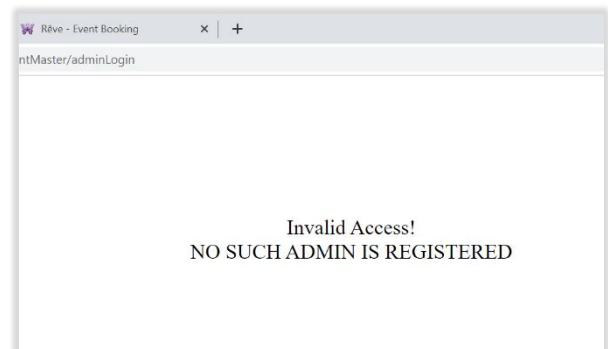 Rêve - Event Booking
ntMaster/adminLogin
Invalid Access!
NO SUCH ADMIN IS REGISTERED